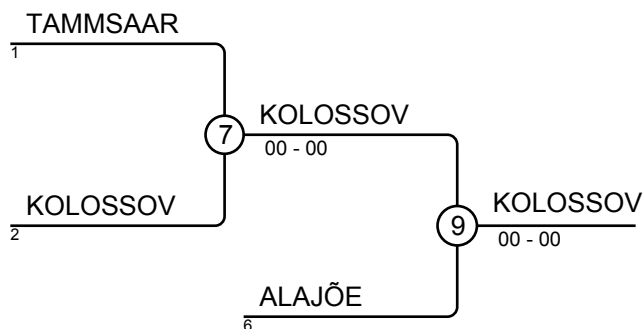 TAMMSAAR
1
7
KOLOSSOV
00 - 00
KOLOSSOV
2
9
KOLOSSOV
00 - 00
ALAJÕE
6